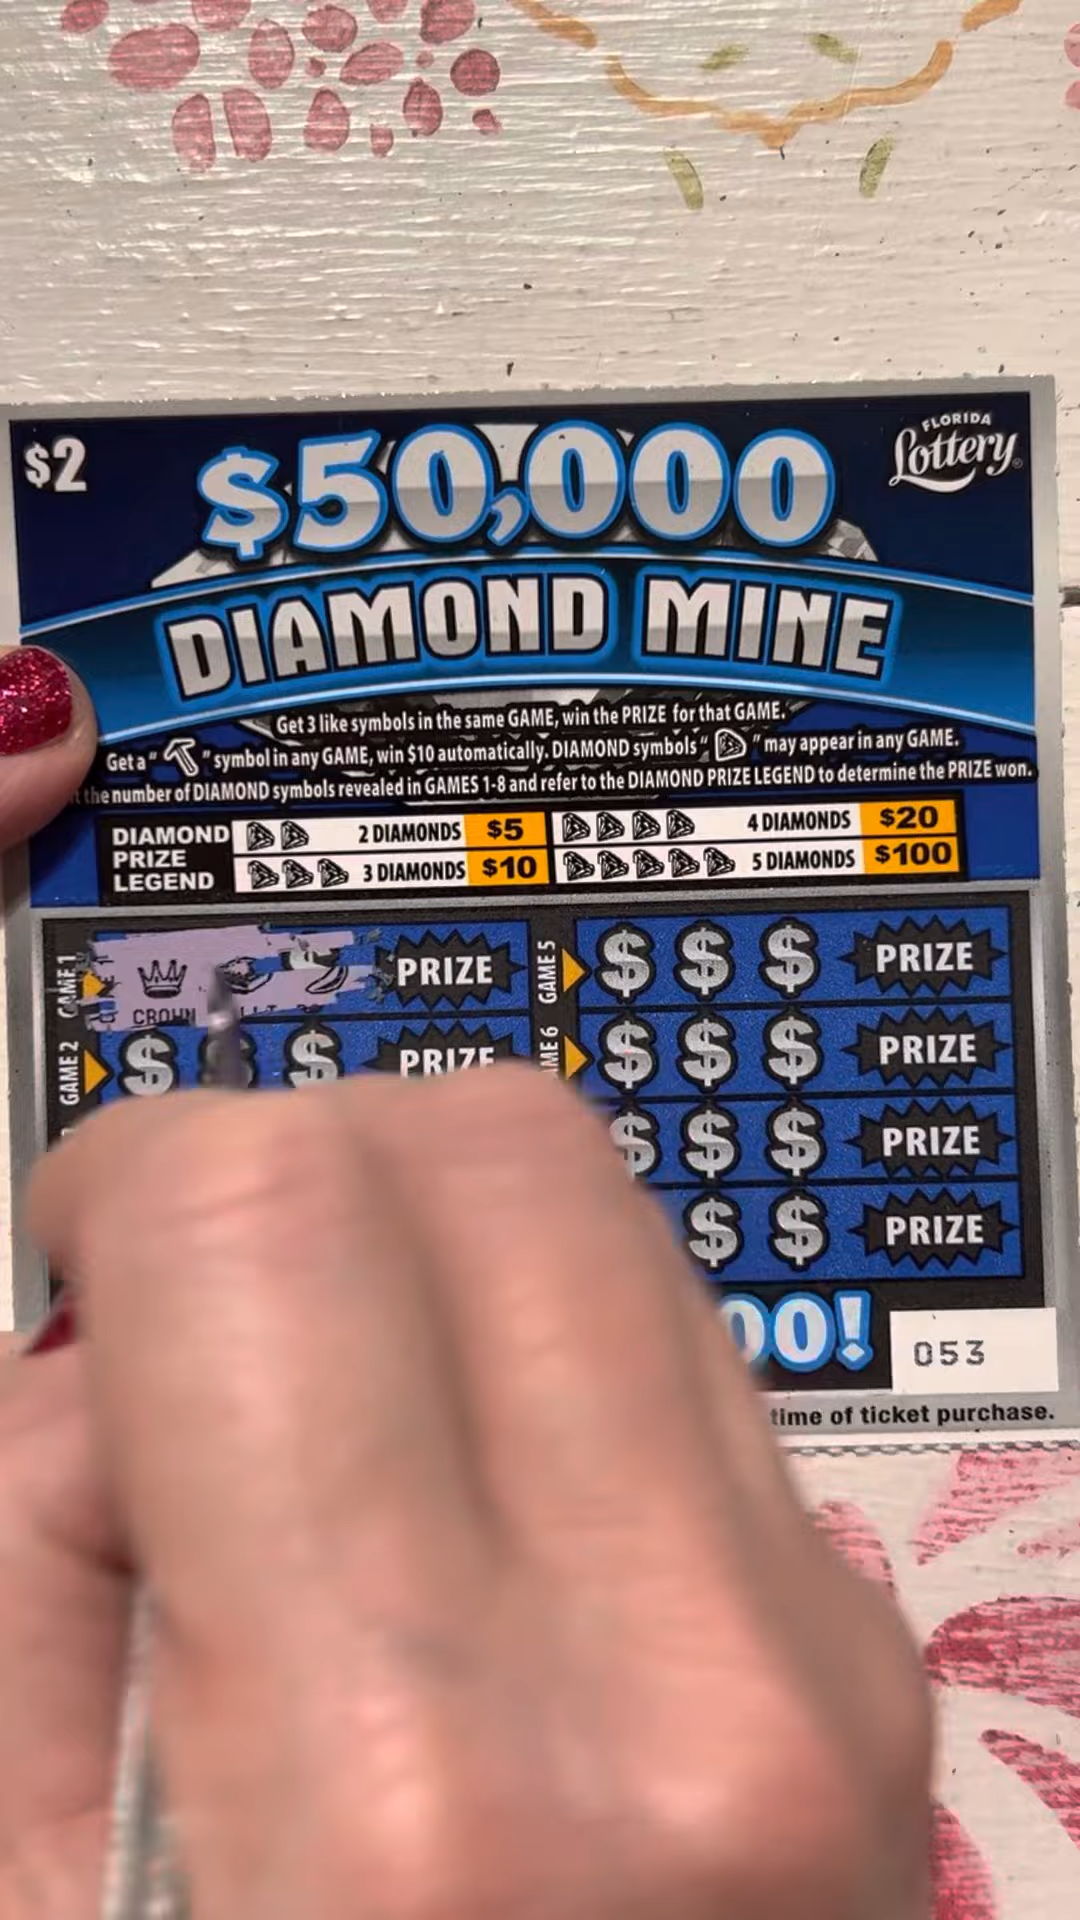 $2
$50,000
FLORIDA
Lottery®
DIAMOND MINE
Get 3 like symbols in the same GAME, win the PRIZE for that GAME.
Get a " " symbol in any GAME, win $10 automatically. DIAMOND symbols " " may appear in any GAME.
the number of DIAMOND symbols revealed in GAMES 1-8 and refer to the DIAMOND PRIZE LEGEND to determine the PRIZE won.
DIAMOND PRIZE LEGEND
2 DIAMONDS $5
4 DIAMONDS $20
3 DIAMONDS $10
5 DIAMONDS $100
GAME 1
CROWN
PRIZE
GAME 5
$ $ $ PRIZE
GAME 2
$ $ $ PRIZE
6
$ $ $ PRIZE
$ $ $ PRIZE
$ $ PRIZE
00!
053
time of ticket purchase.